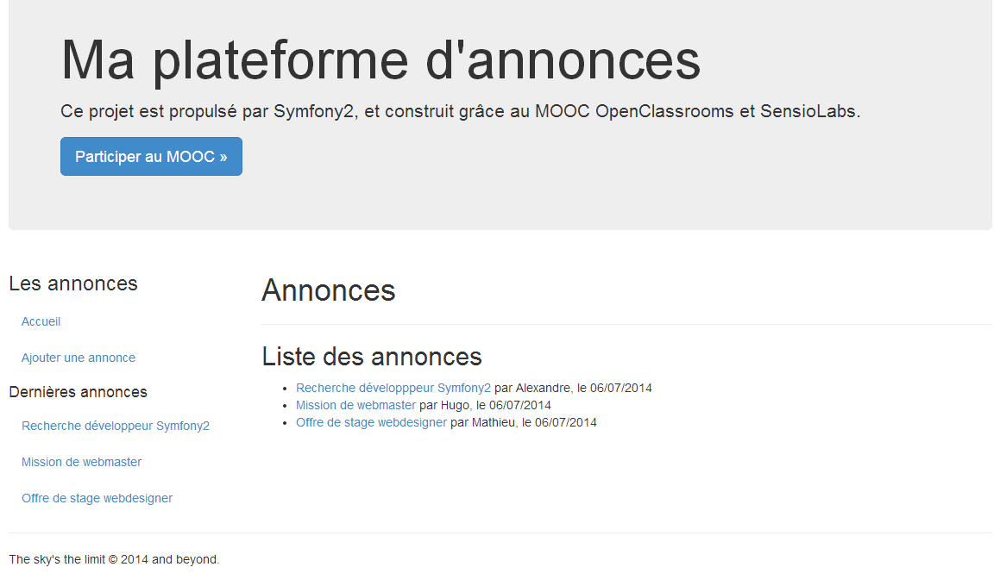 Ma plateforme d'annonces
Ce projet est propulsé par Symfony2, et construit grâce au MOOC OpenClassrooms et SensioLabs.
Participer au MOOC »
Les annonces
Accueil
Ajouter une annonce
Dernières annonces
Recherche développeur Symfony2
Mission de webmaster
Offre de stage webdesigner
Annonces
Liste des annonces
• Recherche développpeur Symfony2 par Alexandre, le 06/07/2014
• Mission de webmaster par Hugo, le 06/07/2014
• Offre de stage webdesigner par Mathieu, le 06/07/2014
The sky's the limit © 2014 and beyond.